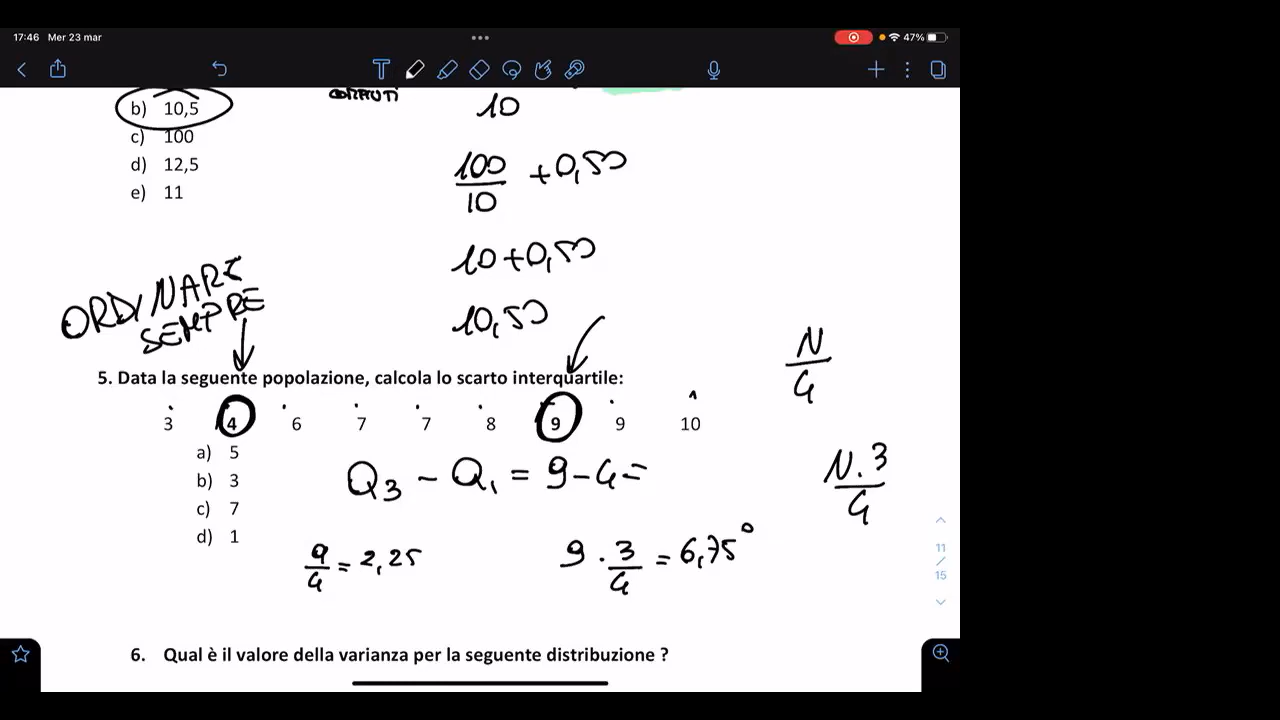 17:46 Mer 23 mar
47%
T
b) 10,5
c) 100
d) 12,5
e) 11
10
100/10 + 0,50
10 + 0,50
10,50
ORDINARE
SEMPRE
N/4
5. Data la seguente popolazione, calcola lo scarto interquartile:
3 4 6 7 7 8 9 9 10
a) 5
b) 3
c) 7
d) 1
Q3 - Q1 = 9 - 4 =
N.3/4
9/4 = 2,25
9 . 3/4 = 6,75°
11
/
15
6. Qual è il valore della varianza per la seguente distribuzione ?